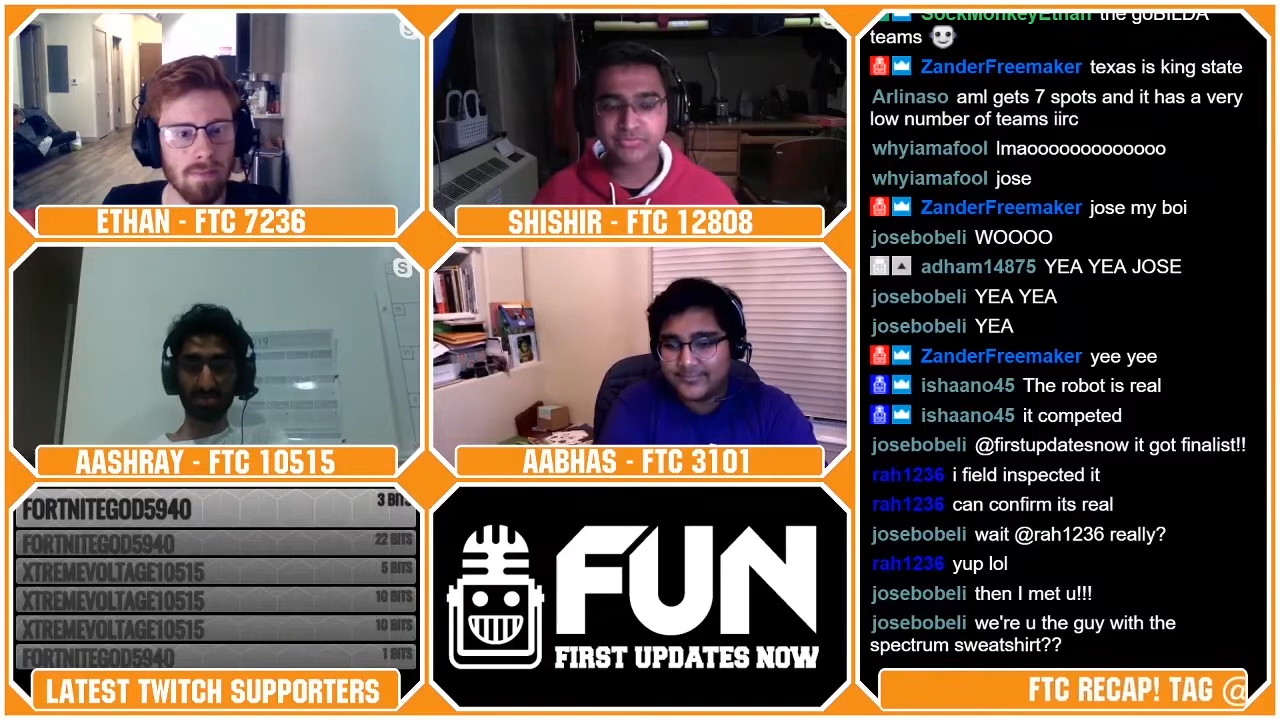 ETHAN - FTC 7236
SHISHIR - FTC 12808
AASHRAY - FTC 10515
AABHAS - FTC 3101
FORTNITEGOD5940 3 BITS
FORTNITEGOD5940 22 BITS
XTREMEVOLTAGE10515 5 BITS
XTREMEVOLTAGE10515 10 BITS
XTREMEVOLTAGE10515 10 BITS
FORTNITEGOD5940 1 BITS
LATEST TWITCH SUPPORTERS
FUN
FIRST UPDATES NOW
SockMonkeyEthan the goBILDA
teams
ZanderFreemaker texas is king state
Arlinaso aml gets 7 spots and it has a very
low number of teams iirc
whyiamafool lmaooooooooooooo
whyiamafool jose
ZanderFreemaker jose my boi
josebobeli WOOOO
adham14875 YEA YEA JOSE
josebobeli YEA YEA
josebobeli YEA
ZanderFreemaker yee yee
ishaano45 The robot is real
ishaano45 it competed
josebobeli @firstupdatesnow it got finalist!!
rah1236 i field inspected it
rah1236 can confirm its real
josebobeli wait @rah1236 really?
rah1236 yup lol
josebobeli then I met u!!!
josebobeli we're u the guy with the
spectrum sweatshirt??
FTC RECAP! TAG @